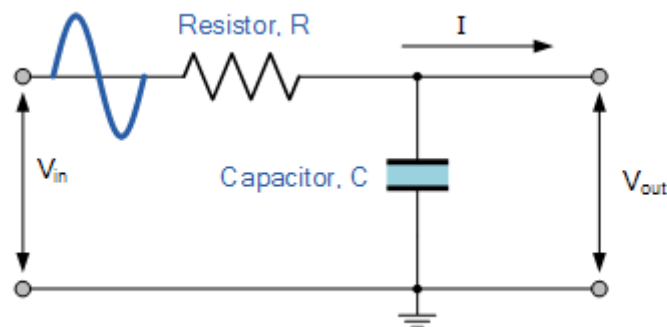 Resistor, R
I
Vin
Capacitor, C
Vout